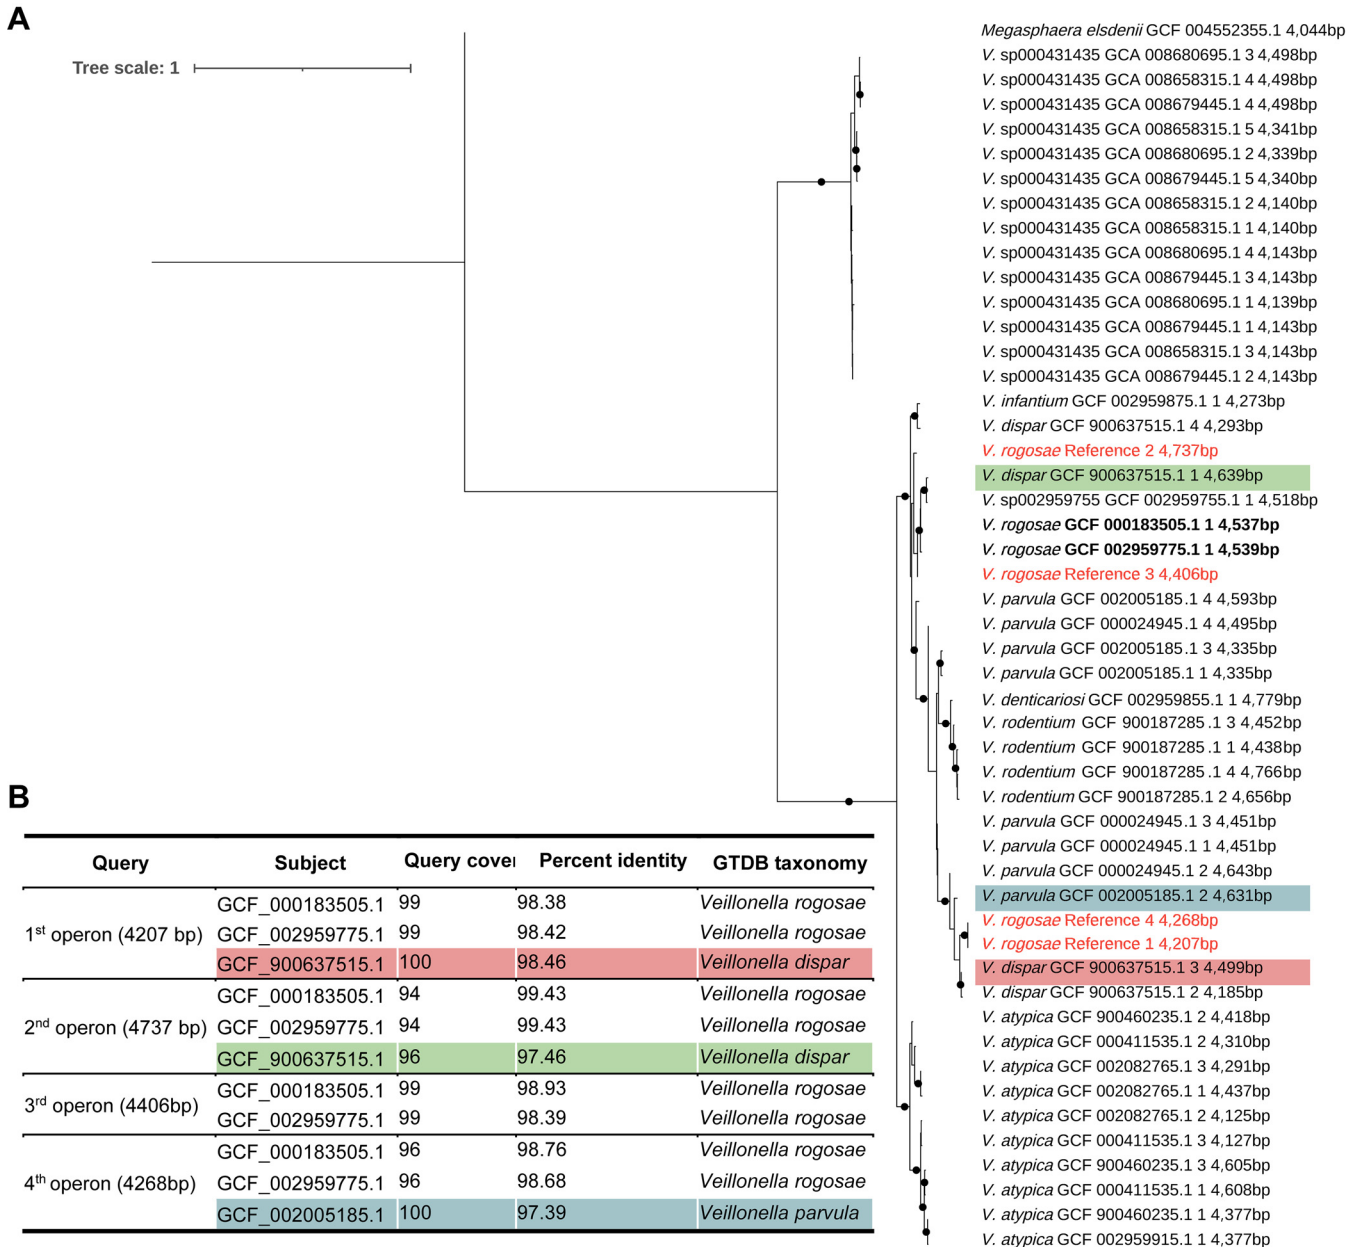 A
Tree scale: 1
Megasphaera elsdenii GCF 004552355.1 4,044bp
V. sp000431435 GCA 008680695.1 3 4,498bp
V. sp000431435 GCA 008658315.1 4 4,498bp
V. sp000431435 GCA 008679445.1 4 4,498bp
V. sp000431435 GCA 008658315.1 5 4,341bp
V. sp000431435 GCA 008680695.1 2 4,339bp
V. sp000431435 GCA 008679445.1 5 4,340bp
V. sp000431435 GCA 008658315.1 2 4,140bp
V. sp000431435 GCA 008658315.1 1 4,140bp
V. sp000431435 GCA 008680695.1 4 4,143bp
V. sp000431435 GCA 008679445.1 3 4,143bp
V. sp000431435 GCA 008680695.1 1 4,139bp
V. sp000431435 GCA 008679445.1 1 4,143bp
V. sp000431435 GCA 008658315.1 3 4,143bp
V. sp000431435 GCA 008679445.1 2 4,143bp
V. infantium GCF 002959875.1 1 4,273bp
V. dispar GCF 900637515.1 4 4,293bp
V. rogosae Reference 2 4,737bp
V. dispar GCF 900637515.1 1 4,639bp
V. sp002959755 GCF 002959755.1 1 4,518bp
V. rogosae GCF 000183505.1 1 4,537bp
V. rogosae GCF 002959775.1 1 4,539bp
V. rogosae Reference 3 4,406bp
V. parvula GCF 002005185.1 4 4,593bp
V. parvula GCF 000024945.1 4 4,495bp
V. parvula GCF 002005185.1 3 4,335bp
V. parvula GCF 002005185.1 1 4,335bp
V. denticariosi GCF 002959855.1 1 4,779bp
V. rodentium GCF 900187285.1 3 4,452bp
V. rodentium GCF 900187285.1 1 4,438bp
V. rodentium GCF 900187285.1 4 4,766bp
V. rodentium GCF 900187285.1 2 4,656bp
V. parvula GCF 000024945.1 3 4,451bp
V. parvula GCF 000024945.1 1 4,451bp
V. parvula GCF 000024945.1 2 4,643bp
V. parvula GCF 002005185.1 2 4,631bp
V. rogosae Reference 4 4,268bp
V. rogosae Reference 1 4,207bp
V. dispar GCF 900637515.1 3 4,499bp
V. dispar GCF 900637515.1 2 4,185bp
V. atypica GCF 900460235.1 2 4,418bp
V. atypica GCF 000411535.1 2 4,310bp
V. atypica GCF 002082765.1 3 4,291bp
V. atypica GCF 002082765.1 1 4,437bp
V. atypica GCF 002082765.1 2 4,125bp
V. atypica GCF 000411535.1 3 4,127bp
V. atypica GCF 900460235.1 3 4,605bp
V. atypica GCF 000411535.1 1 4,608bp
V. atypica GCF 900460235.1 1 4,377bp
V. atypica GCF 002959915.1 1 4,377bp
B
Query Subject Query cover Percent identity GTDB taxonomy
GCF_000183505.1 99 98.38 Veillonella rogosae
1st operon (4207 bp) GCF_002959775.1 99 98.42 Veillonella rogosae
GCF_900637515.1 100 98.46 Veillonella dispar
GCF_000183505.1 94 99.43 Veillonella rogosae
2nd operon (4737 bp) GCF_002959775.1 94 99.43 Veillonella rogosae
GCF_900637515.1 96 97.46 Veillonella dispar
3rd operon (4406bp) GCF_000183505.1 99 98.93 Veillonella rogosae
GCF_002959775.1 99 98.39 Veillonella rogosae
GCF_000183505.1 96 98.76 Veillonella rogosae
4th operon (4268bp) GCF_002959775.1 96 98.68 Veillonella rogosae
GCF_002005185.1 100 97.39 Veillonella parvula